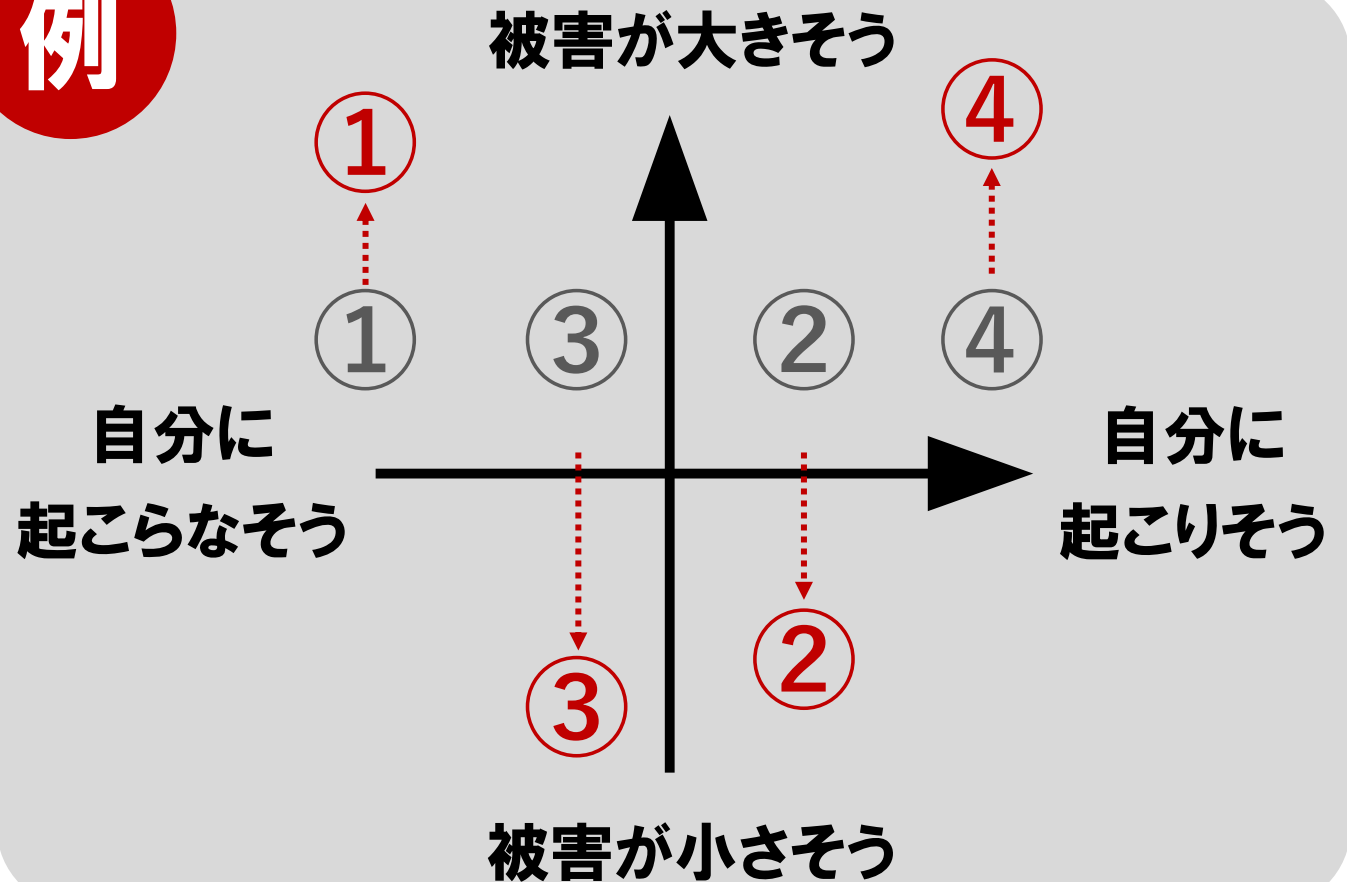 例
被害が大きそう
① ④
① ③ ② ④
自分に
起こらなそう
自分に
起こりそう
③ ②
被害が小さそう